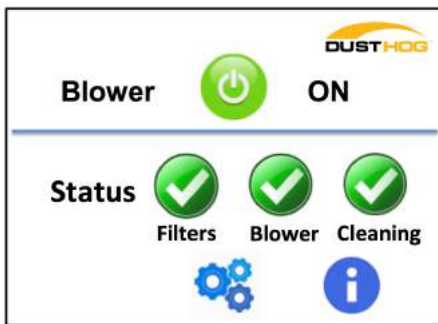 DUSTHOG
Blower ON
Status
Filters Blower Cleaning
i